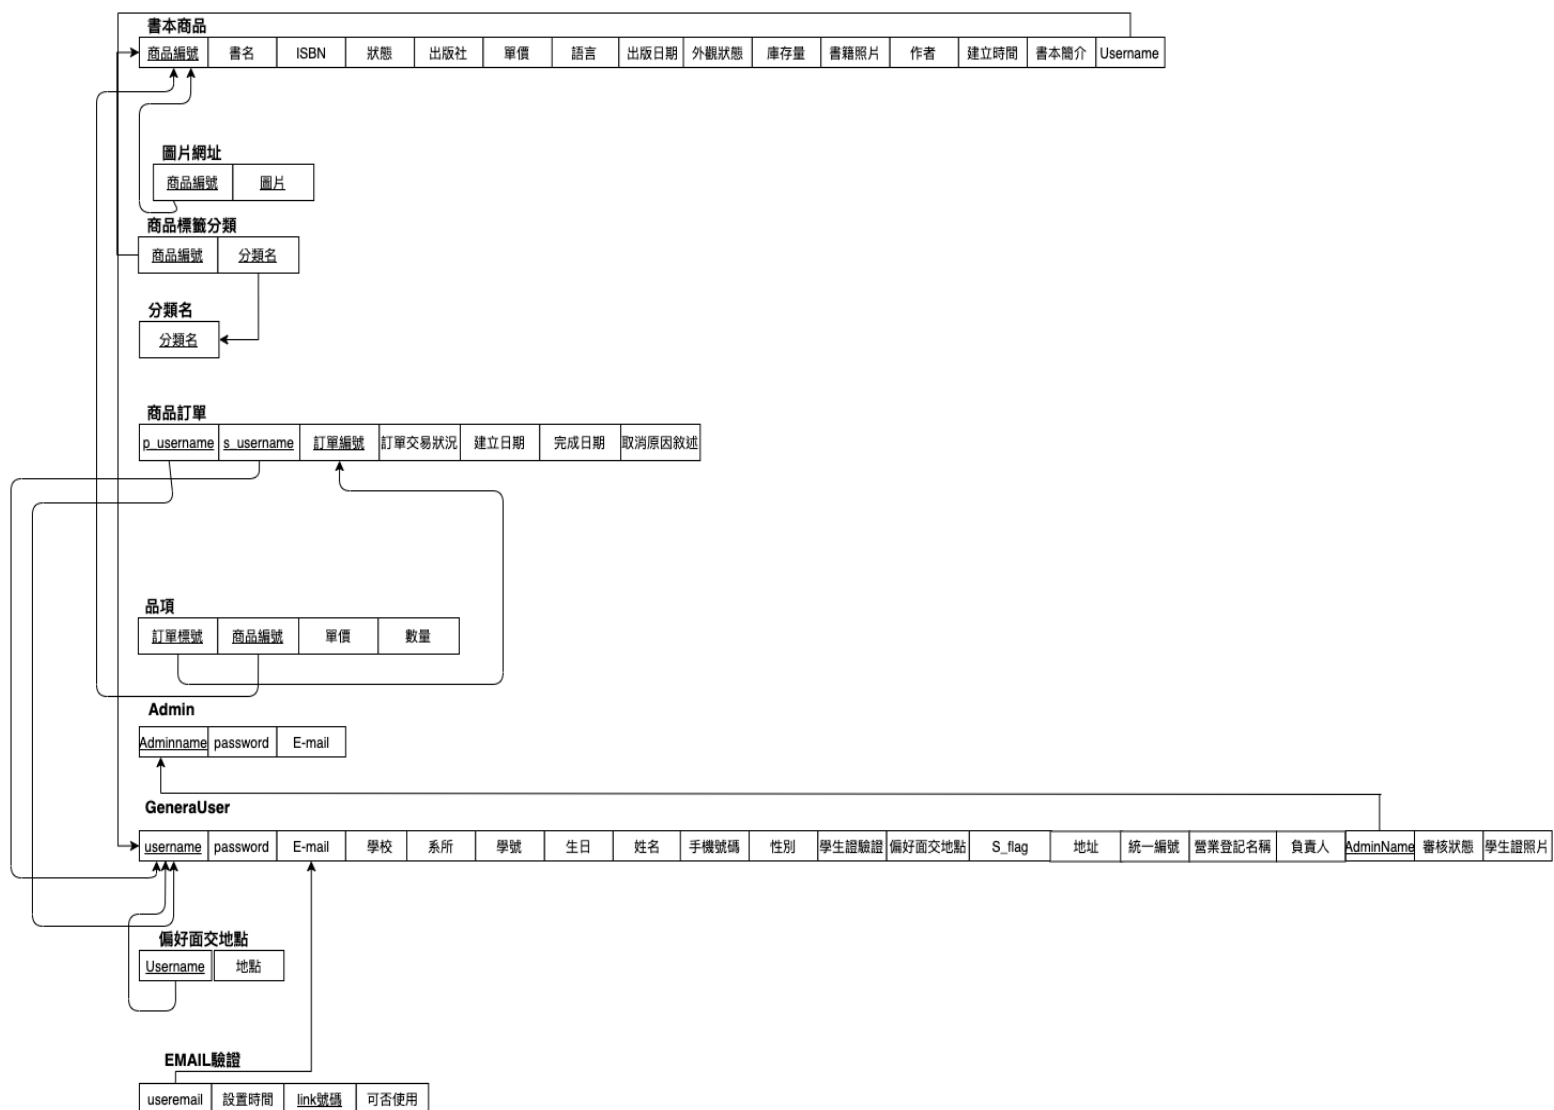 書本商品
商品編號 書名 ISBN 狀態 出版社 單價 語言 出版日期 外觀狀態 庫存量 書籍照片 作者 建立時間 書本簡介 Username
圖片網址
商品編號 圖片
商品標籤分類
商品編號 分類名
分類名
分類名
商品訂單
p_username s_username 訂單編號 訂單交易狀況 建立日期 完成日期 取消原因敘述
品項
訂單標號 商品編號 單價 數量
Admin
Adminname password E-mail
GeneraUser
username password E-mail 學校 系所 學號 生日 姓名 手機號碼 性別 學生證驗證 偏好面交地點 S_flag 地址 統一編號 營業登記名稱 負責人 AdminName 審核狀態 學生證照片
偏好面交地點
Username 地點
EMAIL驗證
useremail 設置時間 link號碼 可否使用